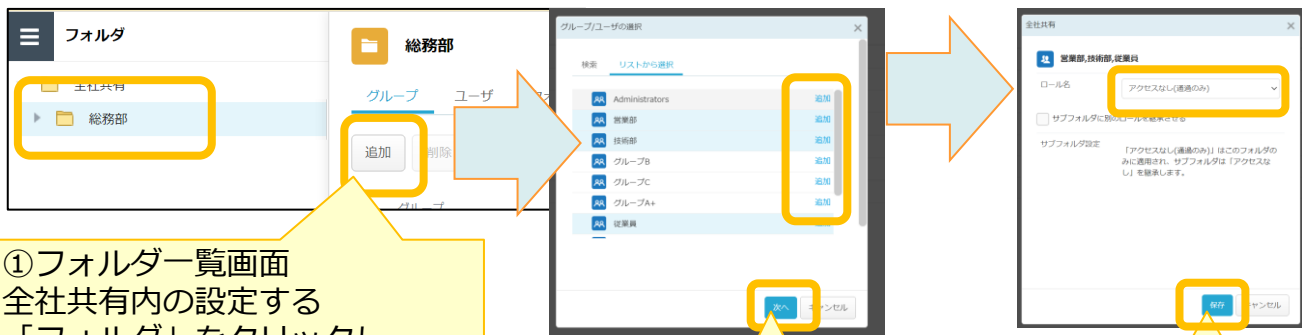 フォルダ
全社共有
総務部
総務部
グループ
ユーザ
追加
削除
グループ
グループ/ユーザの選択
検索
リストから選択
Administrators
追加
営業部
追加
技術部
追加
グループB
追加
グループC
追加
グループA+
追加
従業員
次へ
キャンセル
全社共有
営業部,技術部,従業員
ロール名
アクセスなし(通過のみ)
サブフォルダに別のロールを継承させる
サブフォルダ設定
「アクセスなし(通過のみ)」はこのフォルダの
みに適用され、サブフォルダは「アクセスな
し」を継承します。
保存
キャンセル
①フォルダ一覧画面
全社共有内の設定する
「フォルダ」をクリックし